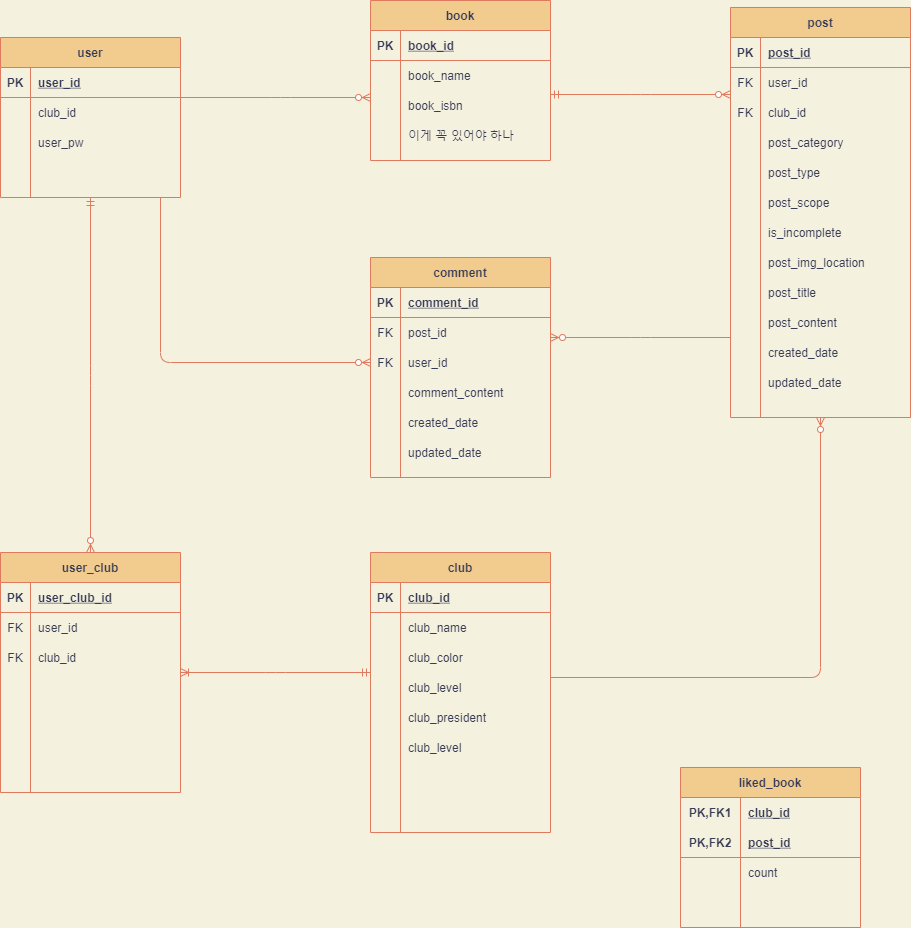 user
PK user_id
club_id
user_pw
book
PK book_id
book_name
book_isbn
이게 꼭 있어야 하나
post
PK post_id
FK user_id
FK club_id
post_category
post_type
post_scope
is_incomplete
post_img_location
post_title
post_content
created_date
updated_date
comment
PK comment_id
FK post_id
FK user_id
comment_content
created_date
updated_date
user_club
PK user_club_id
FK user_id
FK club_id
club
PK club_id
club_name
club_color
club_level
club_president
club_level
liked_book
PK,FK1 club_id
PK,FK2 post_id
count